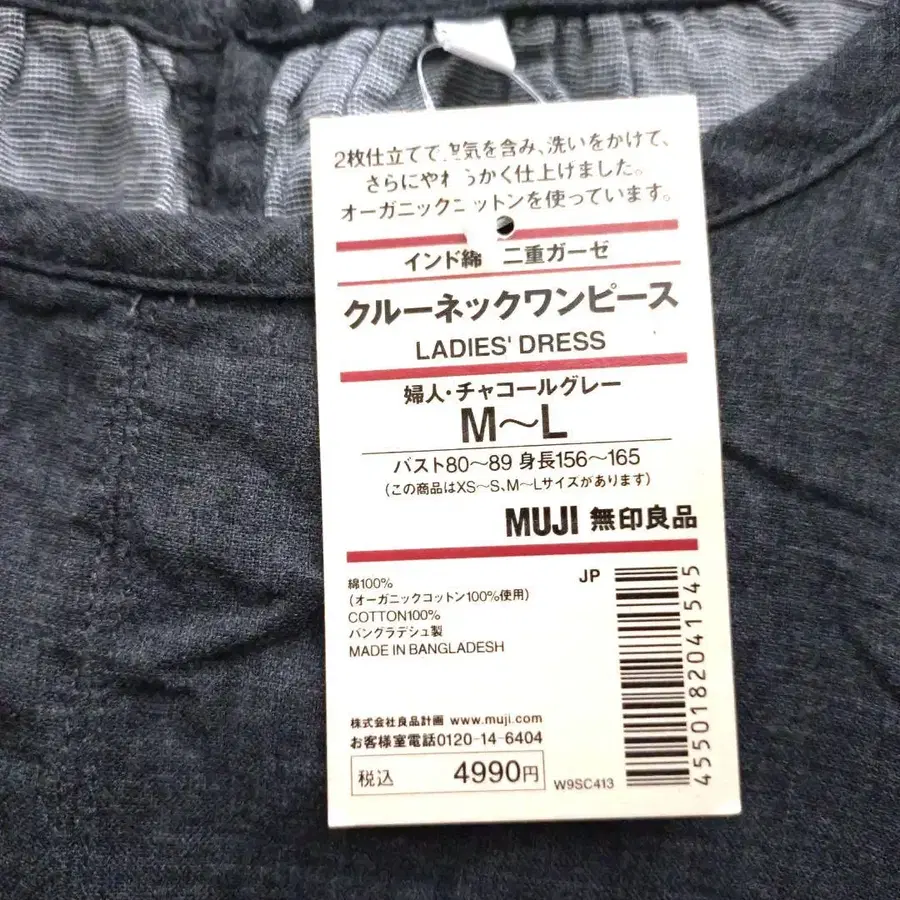 2枚仕立てで空気を含み、洗いをかけて、
さらにやわらかく仕上げました。
オーガニックコットンを使っています。
インド綿 二重ガーゼ
クルーネックワンピース
LADIES' DRESS
婦人・チャコールグレー
M〜L
バスト80〜89 身長156〜165
(この商品はXS〜S、M〜Lサイズがあります)
MUJI 無印良品
綿100%
(オーガニックコットン100%使用)
COTTON100%
バングラデシュ製
MADE IN BANGLADESH
JP
株式会社良品計画 www.muji.com
お客様室電話0120-14-6404
税込 4990円
W9SC413
4550182041545